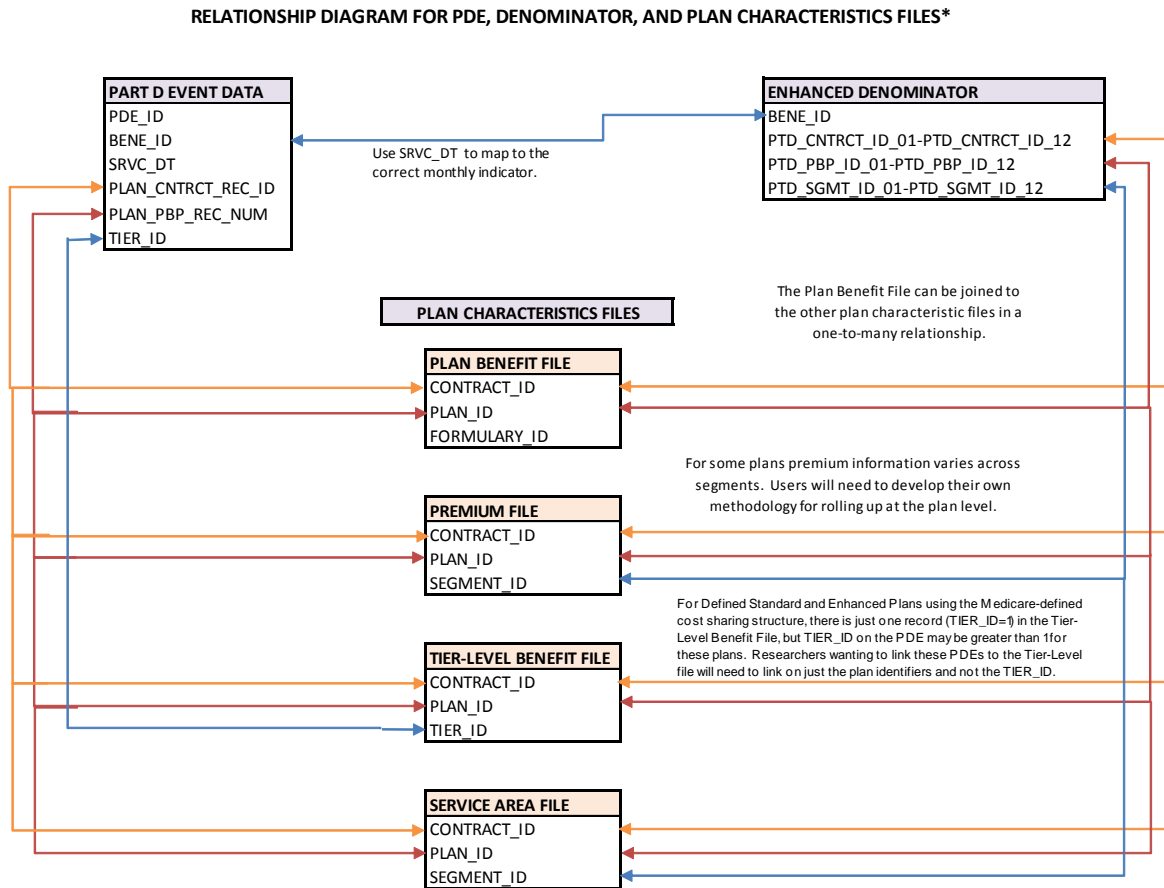 RELATIONSHIP DIAGRAM FOR PDE, DENOMINATOR, AND PLAN CHARACTERISTICS FILES*
PART D EVENT DATA
PDE_ID
BENE_ID
SRVC_DT
PLAN_CNTRCT_REC_ID
PLAN_PBP_REC_NUM
TIER_ID
Use SRVC_DT to map to the
correct monthly indicator.
ENHANCED DENOMINATOR
BENE_ID
PTD_CNTRCT_ID_01-PTD_CNTRCT_ID_12
PTD_PBP_ID_01-PTD_PBP_ID_12
PTD_SGMT_ID_01-PTD_SGMT_ID_12
The Plan Benefit File can be joined to
the other plan characteristic files in a
one-to-many relationship.
PLAN CHARACTERISTICS FILES
PLAN BENEFIT FILE
CONTRACT_ID
PLAN_ID
FORMULARY_ID
For some plans premium information varies across
segments. Users will need to develop their own
methodology for rolling up at the plan level.
PREMIUM FILE
CONTRACT_ID
PLAN_ID
SEGMENT_ID
For Defined Standard and Enhanced Plans using the Medicare-defined
cost sharing structure, there is just one record (TIER_ID=1) in the Tier-
Level Benefit File, but TIER_ID on the PDE may be greater than 1for
these plans. Researchers wanting to link these PDEs to the Tier-Level
file will need to link on just the plan identifiers and not the TIER_ID.
TIER-LEVEL BENEFIT FILE
CONTRACT_ID
PLAN_ID
TIER_ID
SERVICE AREA FILE
CONTRACT_ID
PLAN_ID
SEGMENT_ID